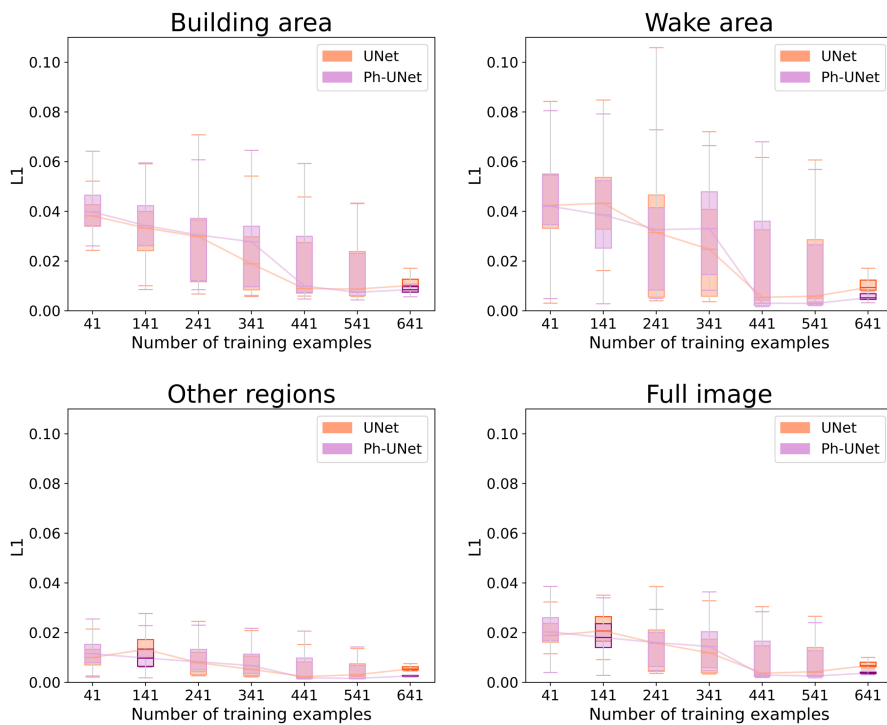 Building area
0.10
0.08
0.06
0.04
0.02
0.00
L1
UNet
Ph-UNet
41 141 241 341 441 541 641
Number of training examples
Wake area
0.10
0.08
0.06
0.04
0.02
0.00
L1
UNet
Ph-UNet
41 141 241 341 441 541 641
Number of training examples
Other regions
0.10
0.08
0.06
0.04
0.02
0.00
L1
UNet
Ph-UNet
41 141 241 341 441 541 641
Number of training examples
Full image
0.10
0.08
0.06
0.04
0.02
0.00
L1
UNet
Ph-UNet
41 141 241 341 441 541 641
Number of training examples